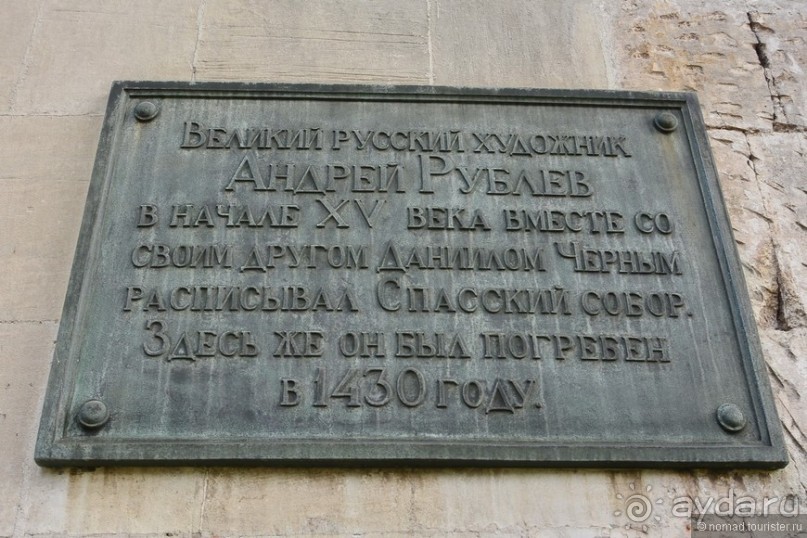 Великий русский художник
Андрей Рублев
в начале XV века вместе со
своим другом Даниилом Черным
расписывал Спасский собор.
Здесь же он был погребен
в 1430 году.
ayda.ru
© nomad.tourister.ru